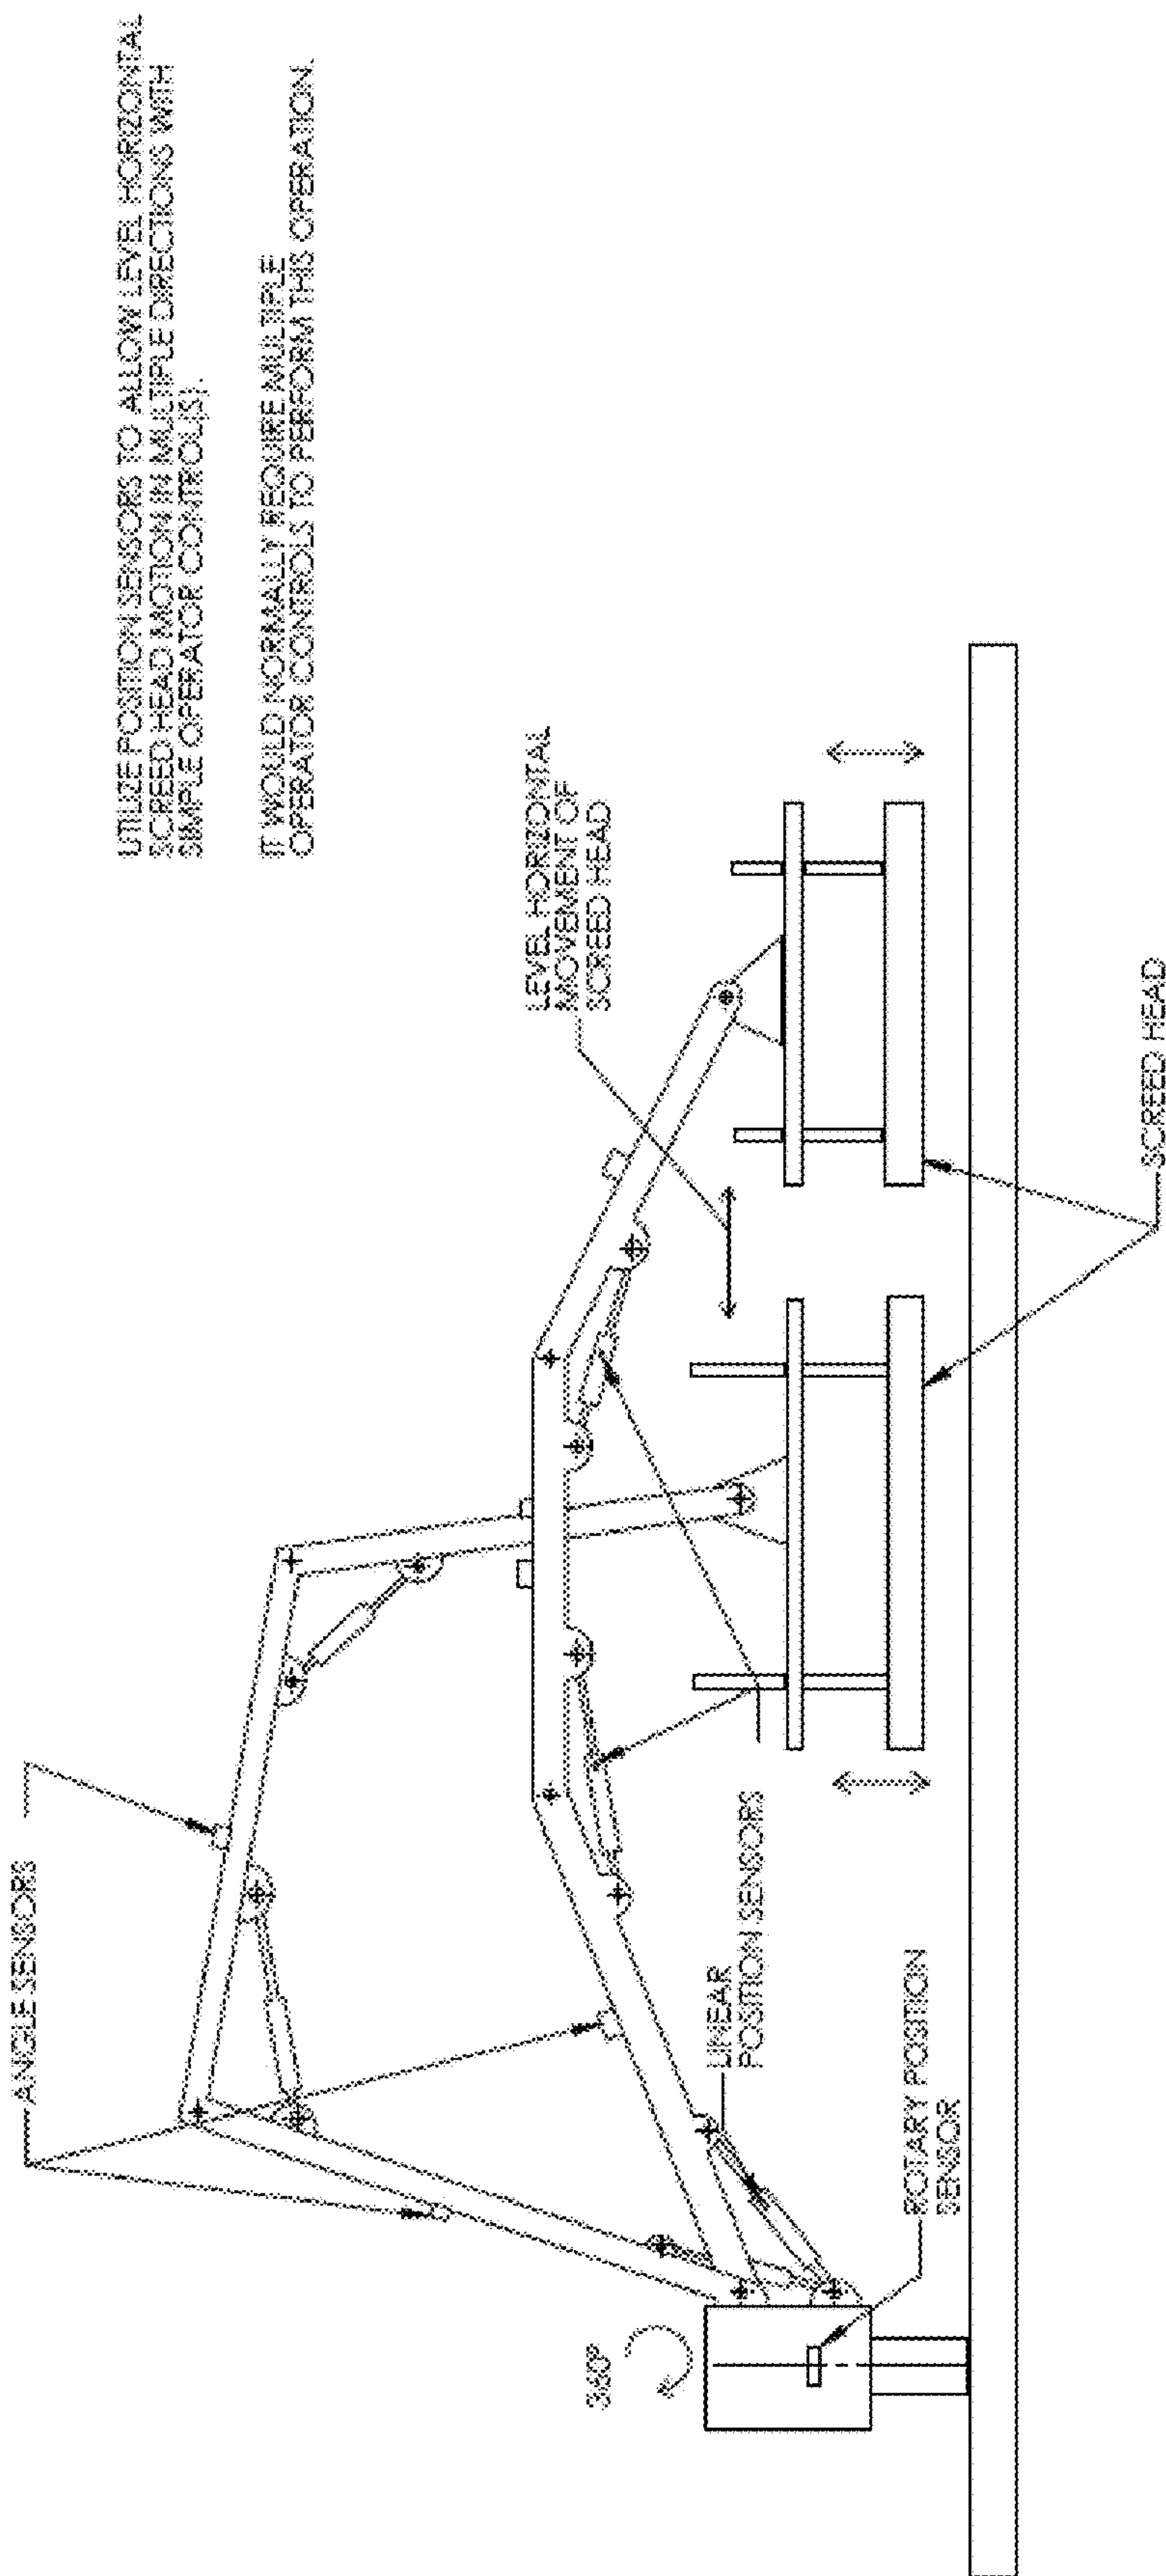 UTILIZE POSITION SENSORS TO ALLOW LEVEL HORIZONTAL
SCREED HEAD MOTION IN MULTIPLE DIRECTIONS WITH
SIMPLE OPERATOR CONTROL(S).
IT WOULD NORMALLY REQUIRE MULTIPLE
OPERATOR CONTROLS TO PERFORM THIS OPERATION.
ANGLE SENSORS
LEVEL HORIZONTAL
MOVEMENT OF
SCREED HEAD
360°
LINEAR
POSITION SENSORS
ROTARY POSITION
SENSOR
SCREED HEAD